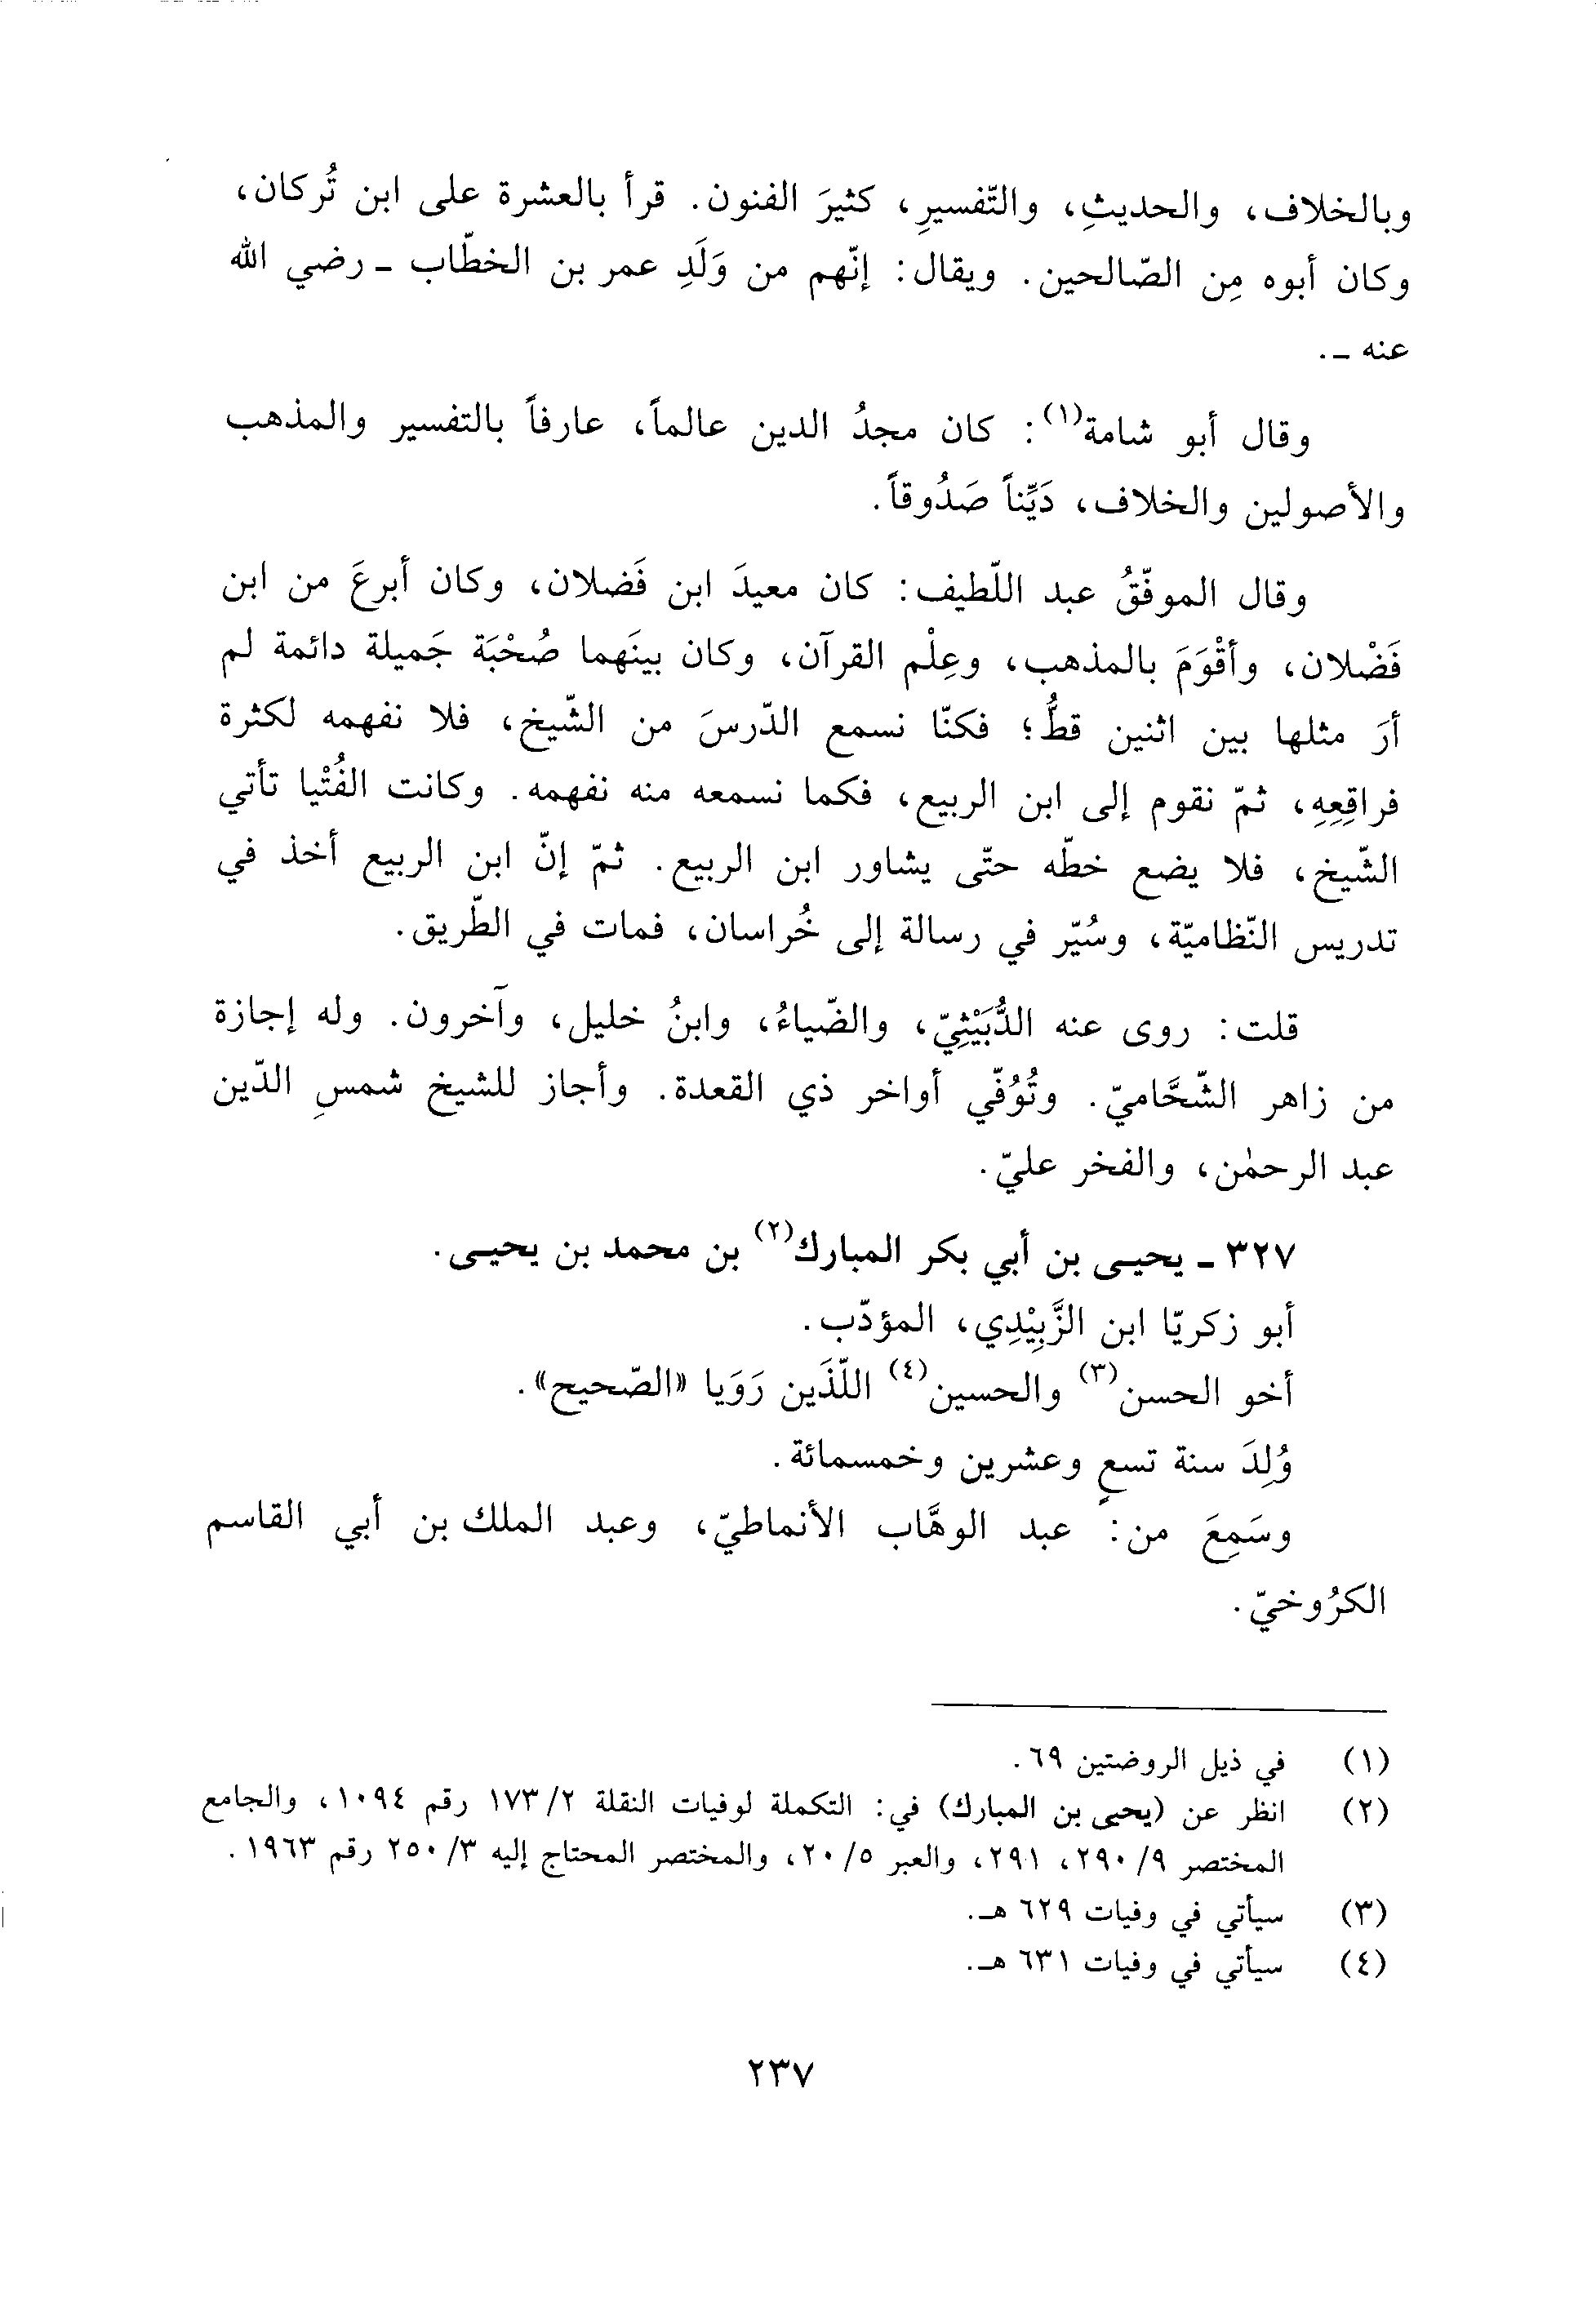 وبالخلاف، والحديثِ، والتّفسيرِ، كثيرَ الفنون. قرأ بالعشرة على ابن تُركان،
وكان أبوه مِن الصّالحين. ويقال: إنّهم من وَلَدِ عمر بن الخطّاب ـ رضي الله
عنه ـ.
وقال أبو شامة(١): كان مجدُ الدين عالماً، عارفاً بالتفسير والمذهب
والأصولين والخلاف، دَيِّناً صَدُوقاً.
وقال الموفّقُ عبد اللّطيف: كان معيدَ ابن فَضلان، وكان أبرعَ من ابن
فَضْلان، وأقْوَمَ بالمذهب، وعِلْم القرآن، وكان بينَهما صُحْبَة جَميلة دائمة لم
أرَ مثلها بين اثنين قطُّ؛ فكنّا نسمع الدّرسَ من الشّيخ، فلا نفهمه لكثرة
فراقِعِهِ، ثمّ نقوم إلى ابن الربيع، فكما نسمعه منه نفهمه. وكانت الفُتْيا تأتي
الشّيخ، فلا يضع خطّه حتّى يشاور ابن الربيع. ثمّ إنّ ابن الربيع أخذ في
تدريس النّظاميّة، وسُيّر في رسالة إلى خُراسان، فمات في الطّريق.
قلت: روى عنه الدُّبَيْثِيّ، والضّياءُ، وابنُ خليل، وآخرون. وله إجازة
من زاهر الشّحَّاميّ. وتُوُفّي أواخر ذي القعدة. وأجاز للشيخ شمسِ الدّين
عبد الرحمٰن، والفخر عليّ.
٣٢٧ ـ يحيـى بن أبي بكر المبارك(٢) بن محمد بن يحيـى.
أبو زكريّا ابن الزَّبِيْدِي، المؤدّب.
أخو الحسن(٣) والحسين(٤) اللّذَين رَوَيا «الصّحيح».
وُلِدَ سنة تسعٍ وعشرين وخمسمائة.
وسَمِعَ من: عبد الوهَّاب الأنماطيّ، وعبد الملك بن أبي القاسم
الكرُوخيّ.
(١) في ذيل الروضتين ٦٩.
(٢) انظر عن (يحيى بن المبارك) في: التكملة لوفيات النقلة ١٧٣/٢ رقم ١٠٩٤، والجامع
المختصر ٢٩٠/٩، ٢٩١، والعبر ٢٠/٥، والمختصر المحتاج إليه ٢٥٠/٣ رقم ١٩٦٣.
(٣) سيأتي في وفيات ٦٢٩ هـ.
(٤) سيأتي في وفيات ٦٣١ هـ.
٢٣٧